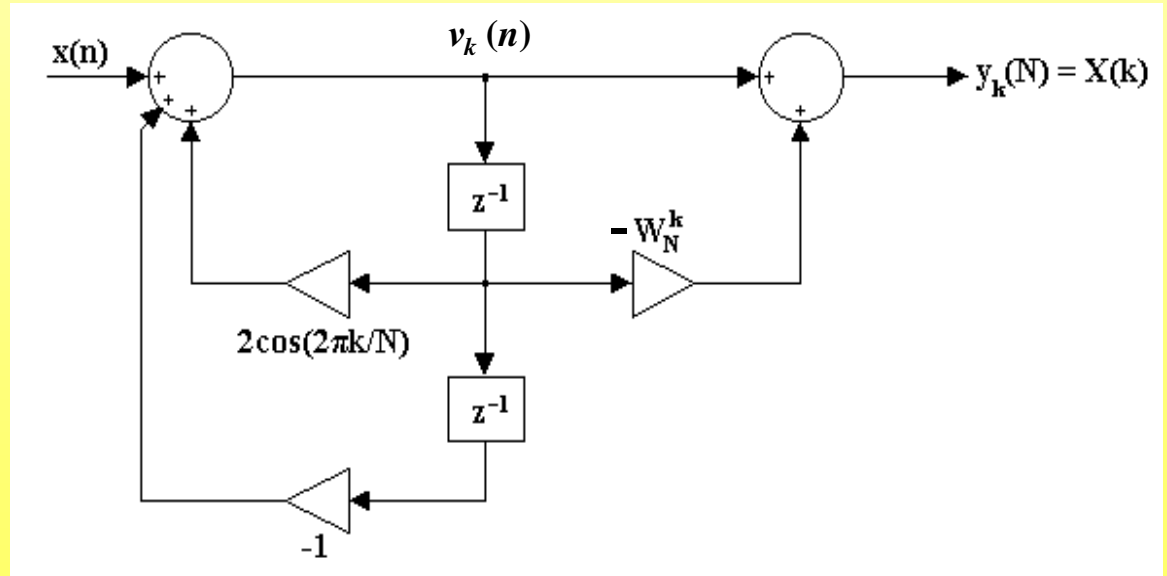 x(n)
v_k (n)
y_k(N) = X(k)
+
+
+
+
+
z⁻¹
- W_N^k
2cos(2πk/N)
z⁻¹
-1